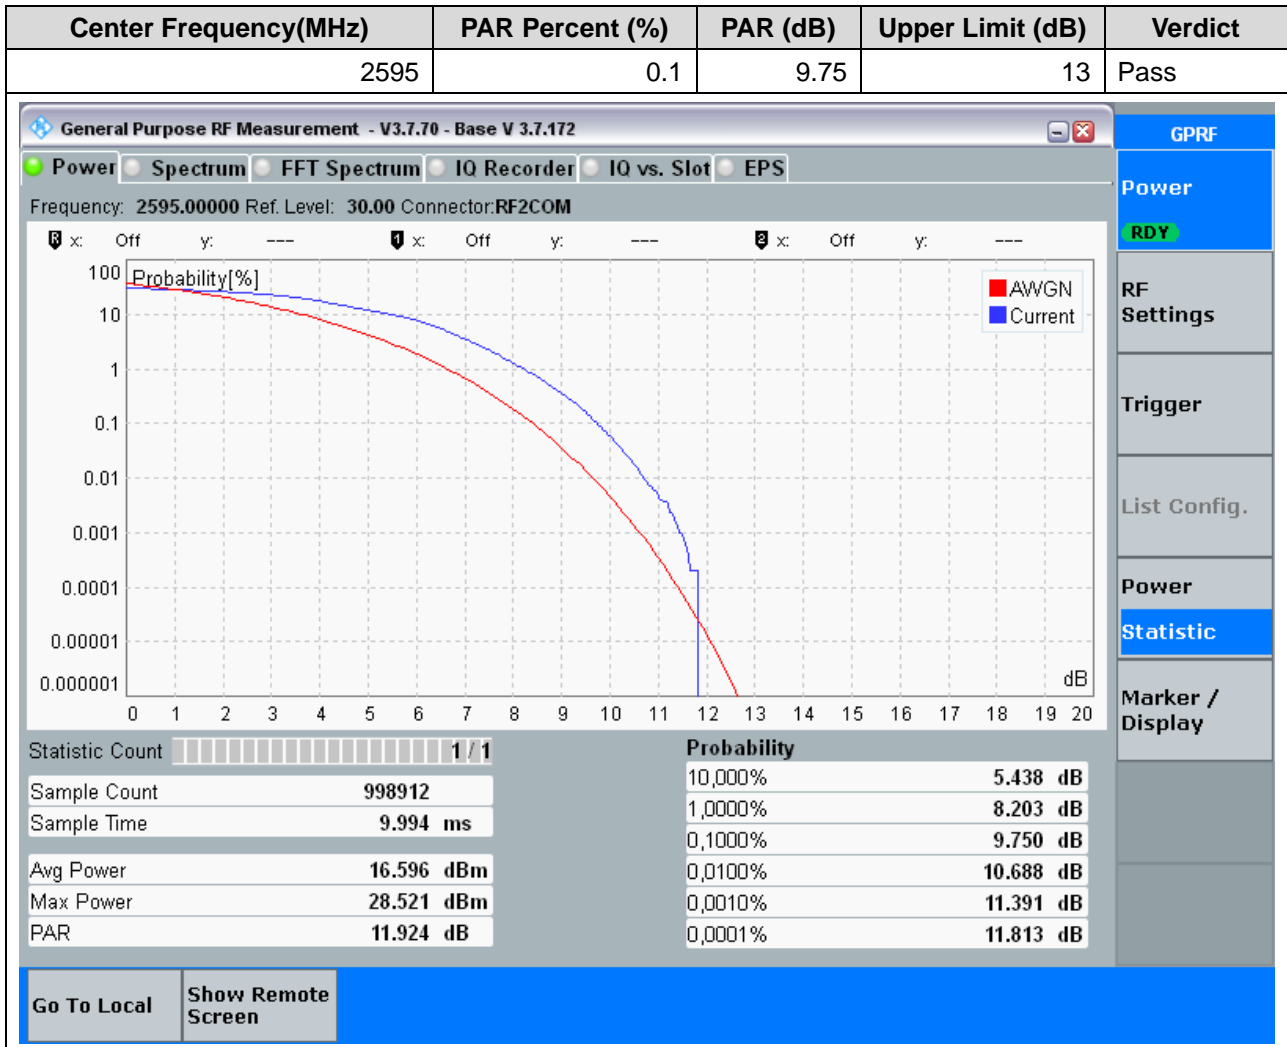 Center Frequency(MHz) PAR Percent (%) PAR (dB) Upper Limit (dB) Verdict
2595 0.1 9.75 13 Pass
General Purpose RF Measurement - V3.7.70 - Base V 3.7.172
GPRF
Power Spectrum FFT Spectrum IQ Recorder IQ vs. Slot EPS
Power
RDY
Frequency: 2595.00000 Ref. Level: 30.00 Connector:RF2COM
R x: Off y: --- 1 x: Off y: --- 2 x: Off y: ---
100 Probability[%]
AWGN
Current
10
1
0.1
0.01
0.001
0.0001
0.00001
0.000001
dB
0 1 2 3 4 5 6 7 8 9 10 11 12 13 14 15 16 17 18 19 20
RF
Settings
Trigger
List Config.
Power
Statistic
Marker /
Display
Statistic Count 1 / 1
Sample Count 998912
Sample Time 9.994 ms
Avg Power 16.596 dBm
Max Power 28.521 dBm
PAR 11.924 dB
Probability
10,000% 5.438 dB
1,0000% 8.203 dB
0,1000% 9.750 dB
0,0100% 10.688 dB
0,0010% 11.391 dB
0,0001% 11.813 dB
Go To Local
Show Remote
Screen